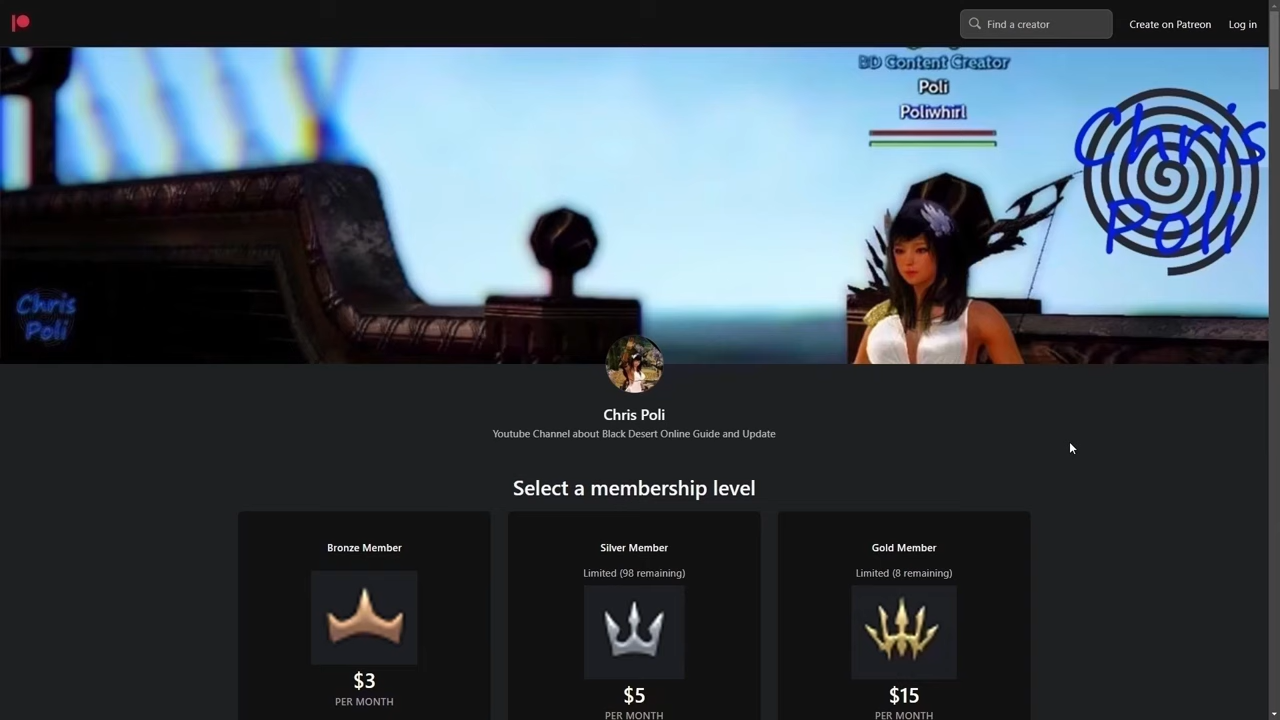 Find a creator
Create on Patreon
Log in
BD Content Creator
Poli
Poliwhirl
Chris
Poli
Chris
Poli
Chris Poli
Youtube Channel about Black Desert Online Guide and Update
Select a membership level
Bronze Member
$3
PER MONTH
Silver Member
Limited (98 remaining)
$5
PER MONTH
Gold Member
Limited (8 remaining)
$15
PER MONTH